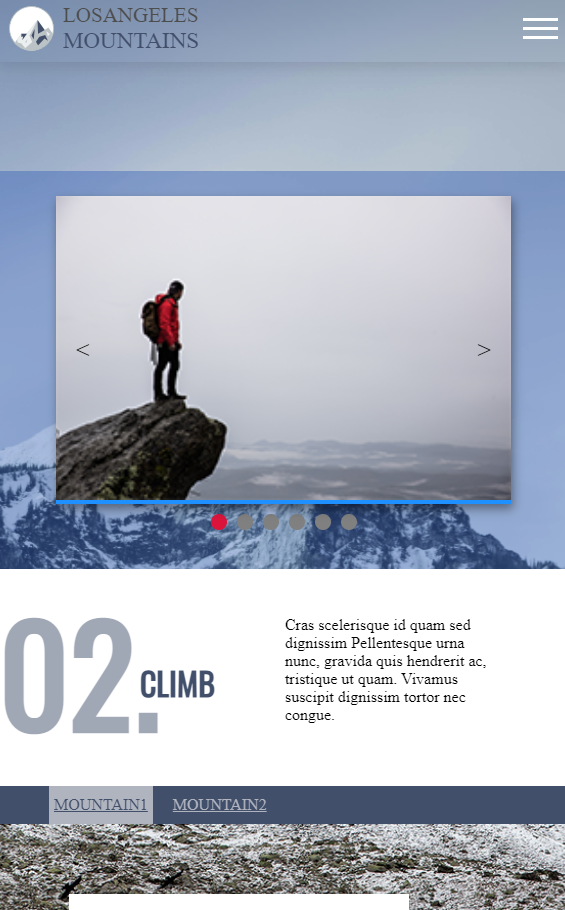 LOSANGELES
MOUNTAINS
<
>
02.
CLIMB
Cras scelerisque id quam sed
dignissim Pellentesque urna
nunc, gravida quis hendrerit ac,
tristique ut quam. Vivamus
suscipit dignissim tortor nec
congue.
MOUNTAIN1
MOUNTAIN2